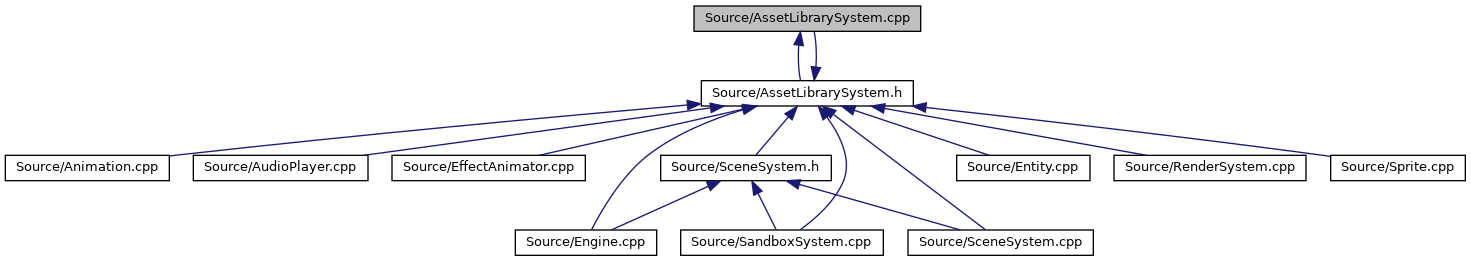 Source/AssetLibrarySystem.cpp
Source/AssetLibrarySystem.h
Source/Animation.cpp
Source/AudioPlayer.cpp
Source/EffectAnimator.cpp
Source/SceneSystem.h
Source/Entity.cpp
Source/RenderSystem.cpp
Source/Sprite.cpp
Source/Engine.cpp
Source/SandboxSystem.cpp
Source/SceneSystem.cpp